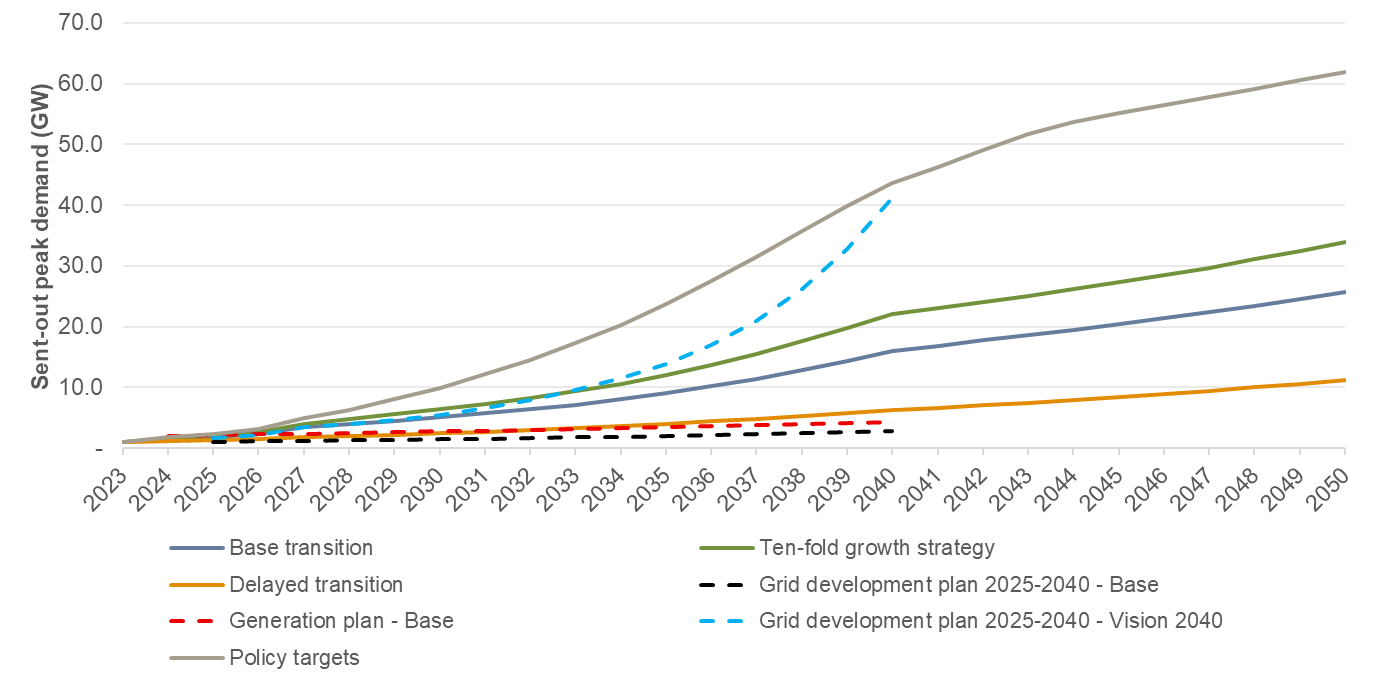 70.0
60.0
50.0
40.0
30.0
20.0
10.0
-
Sent-out peak demand (GW)
2023 2024 2025 2026 2027 2028 2029 2030 2031 2032 2033 2034 2035 2036 2037 2038 2039 2040 2041 2042 2043 2044 2045 2046 2047 2048 2049 2050
Base transition
Ten-fold growth strategy
Delayed transition
Grid development plan 2025-2040 - Base
Generation plan - Base
Grid development plan 2025-2040 - Vision 2040
Policy targets